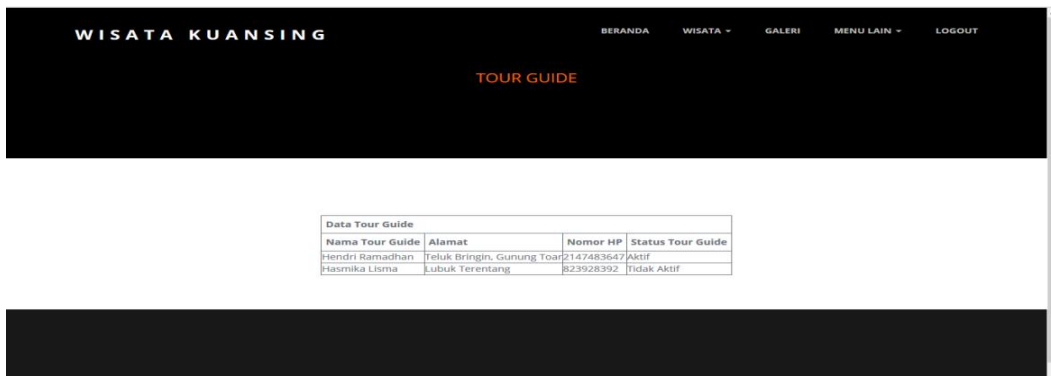 WISATA KUANSING
BERANDA WISATA GALERI MENU LAIN LOGOUT
TOUR GUIDE
Data Tour Guide
Nama Tour Guide Alamat Nomor HP Status Tour Guide
Hendri Ramadhan Teluk Bringin, Gunung Toar 2147483647 Aktif
Hasmika Lisma Lubuk Terentang 823928392 Tidak Aktif